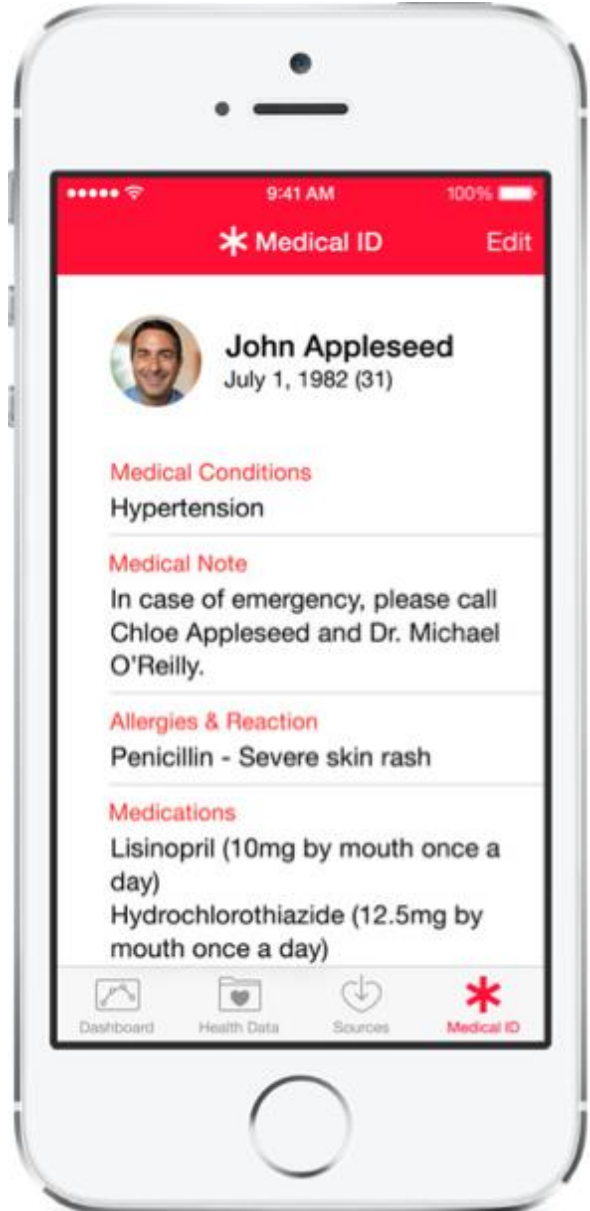 9:41 AM 100%
Medical ID Edit
John Appleseed
July 1, 1982 (31)
Medical Conditions
Hypertension
Medical Note
In case of emergency, please call
Chloe Appleseed and Dr. Michael
O'Reilly.
Allergies & Reaction
Penicillin - Severe skin rash
Medications
Lisinopril (10mg by mouth once a
day)
Hydrochlorothiazide (12.5mg by
mouth once a day)
Dashboard Health Data Sources Medical ID